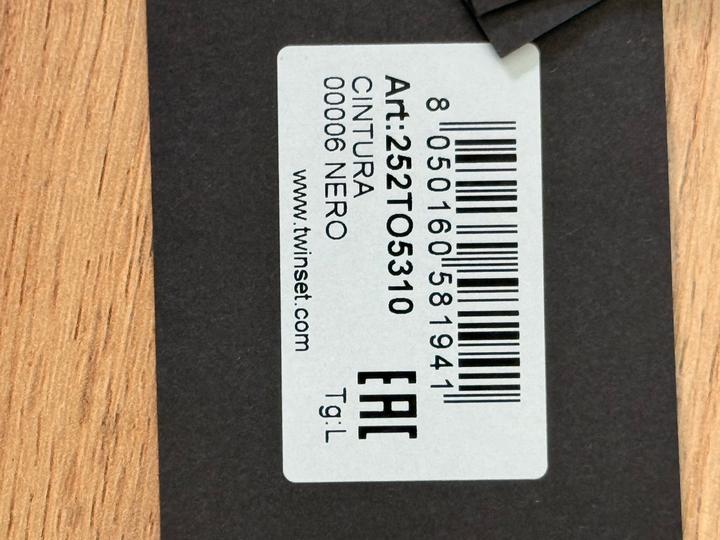 8 050160 581941
Art:252TO5310
CINTURA
00006 NERO
EAC
Tg:L
www.twinset.com